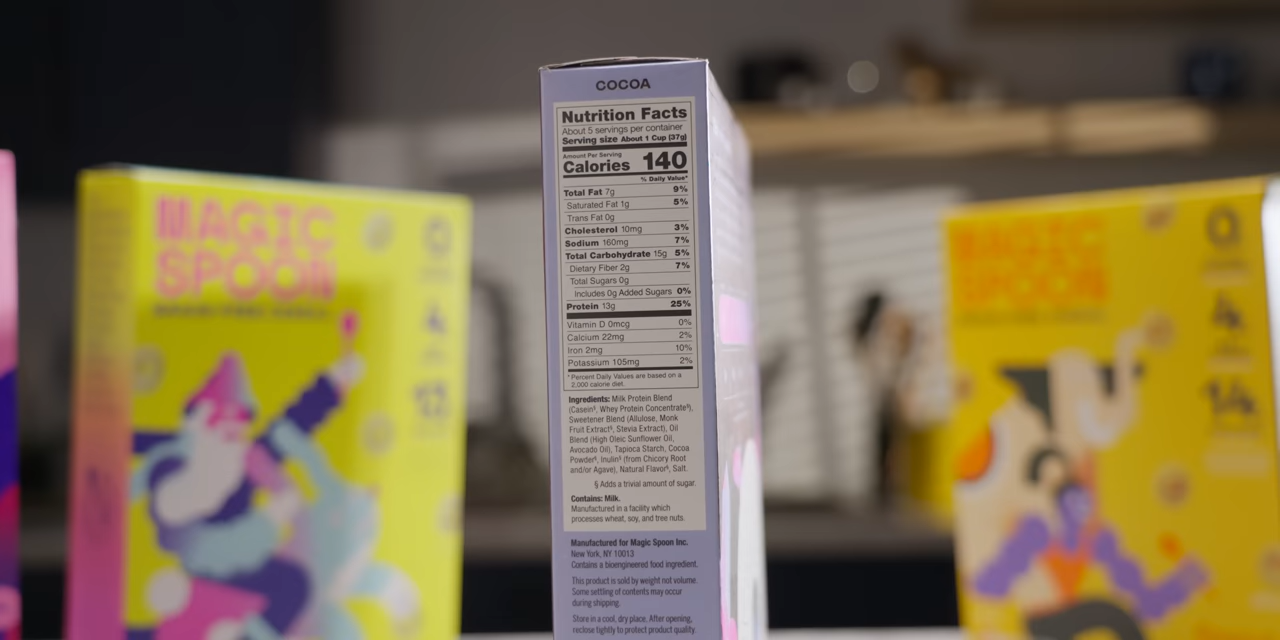 COCOA
Nutrition Facts
About 5 servings per container
Serving size About 1 Cup (37g)
Amount Per Serving
Calories 140
% Daily Value*
Total Fat 7g 9%
Saturated Fat 1g 5%
Trans Fat 0g
Cholesterol 10mg 3%
Sodium 160mg 7%
Total Carbohydrate 15g 5%
Dietary Fiber 2g 7%
Total Sugars 0g
Includes 0g Added Sugars 0%
Protein 13g 25%
Vitamin D 0mcg 0%
Calcium 22mg 2%
Iron 2mg 10%
Potassium 105mg 2%
*Percent Daily Values are based on a
2,000 calorie diet.
Ingredients: Milk Protein Blend
(Casein§, Whey Protein Concentrate§),
Sweetener Blend (Allulose, Monk
Fruit Extract§, Stevia Extract), Oil
Blend (High Oleic Sunflower Oil,
Avocado Oil), Tapioca Starch, Cocoa
Powder§, Inulin§ (from Chicory Root
and/or Agave), Natural Flavor§, Salt.
§ Adds a trivial amount of sugar.
Contains: Milk.
Manufactured in a facility which
processes wheat, soy, and tree nuts.
Manufactured for Magic Spoon Inc.
New York, NY 10013
Contains a bioengineered food ingredient.
This product is sold by weight not volume.
Some settling of contents may occur
during shipping.
Store in a cool, dry place. After opening,
reclose tightly to protect product quality.
MAGIC
SPOON
0
4
12
MAGIC
SPOON
0
4
14